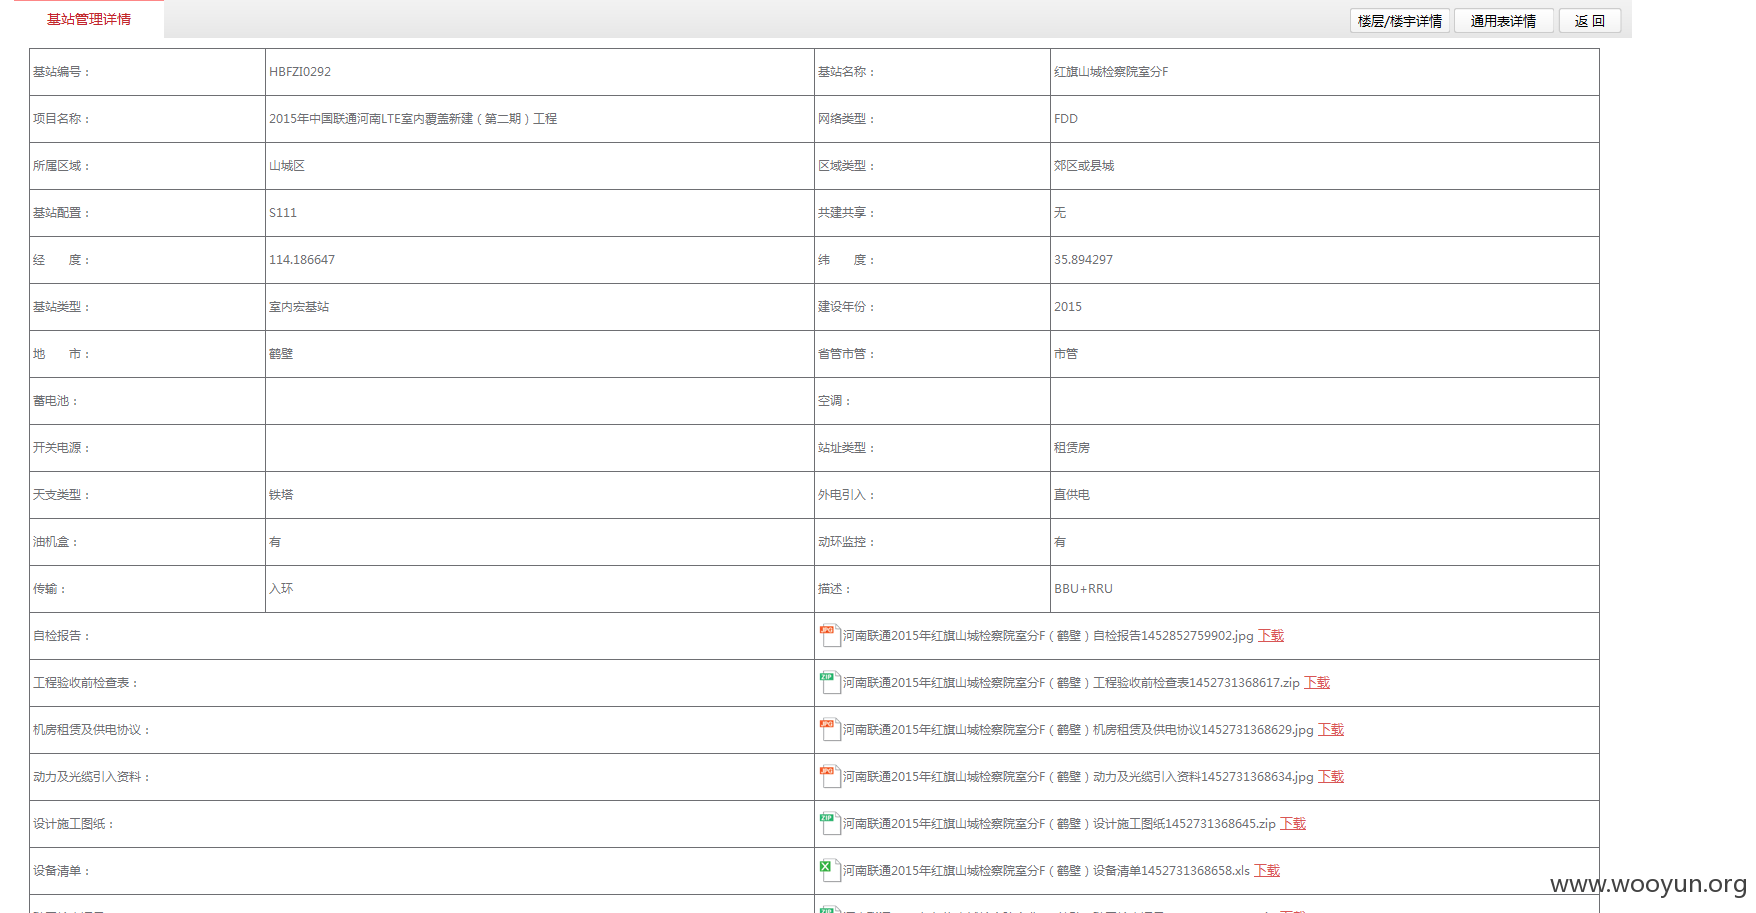 基站管理详情
楼层/楼宇详情 通用表详情 返 回
基站编号： HBFZI0292 基站名称： 红旗山城检察院室分F
项目名称： 2015年中国联通河南LTE室内覆盖新建（第二期）工程 网络类型： FDD
所属区域： 山城区 区域类型： 郊区或县城
基站配置： S111 共建共享： 无
经 度： 114.186647 纬 度： 35.894297
基站类型： 室内宏基站 建设年份： 2015
地 市： 鹤壁 省管市管： 市管
蓄电池： 空调：
开关电源： 站址类型： 租赁房
天支类型： 铁塔 外电引入： 直供电
油机盒： 有 动环监控： 有
传输： 入环 描述： BBU+RRU
自检报告： JPG 河南联通2015年红旗山城检察院室分F（鹤壁）自检报告1452852759902.jpg 下载
工程验收前检查表： ZIP 河南联通2015年红旗山城检察院室分F（鹤壁）工程验收前检查表1452731368617.zip 下载
机房租赁及供电协议： JPG 河南联通2015年红旗山城检察院室分F（鹤壁）机房租赁及供电协议1452731368629.jpg 下载
动力及光缆引入资料： JPG 河南联通2015年红旗山城检察院室分F（鹤壁）动力及光缆引入资料1452731368634.jpg 下载
设计施工图纸： ZIP 河南联通2015年红旗山城检察院室分F（鹤壁）设计施工图纸1452731368645.zip 下载
设备清单： X 河南联通2015年红旗山城检察院室分F（鹤壁）设备清单1452731368658.xls 下载
www.wooyun.org